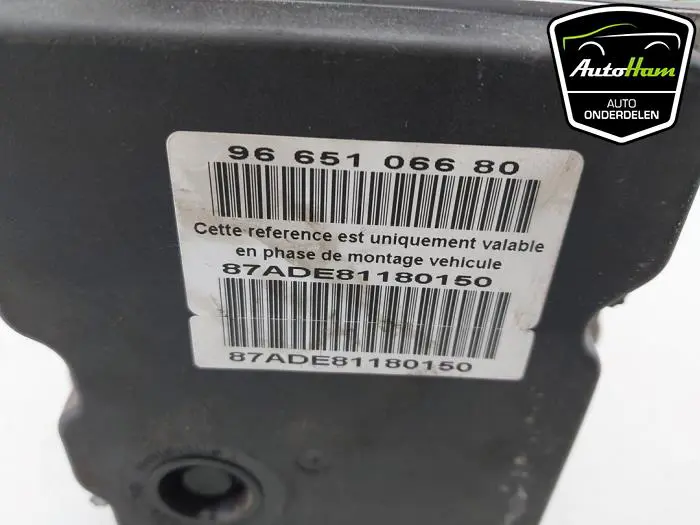 AutoHam
AUTO
ONDERDELEN
96 651 066 80
Cette reference est uniquement valable
en phase de montage vehicule
87ADE81180150
87ADE81180150